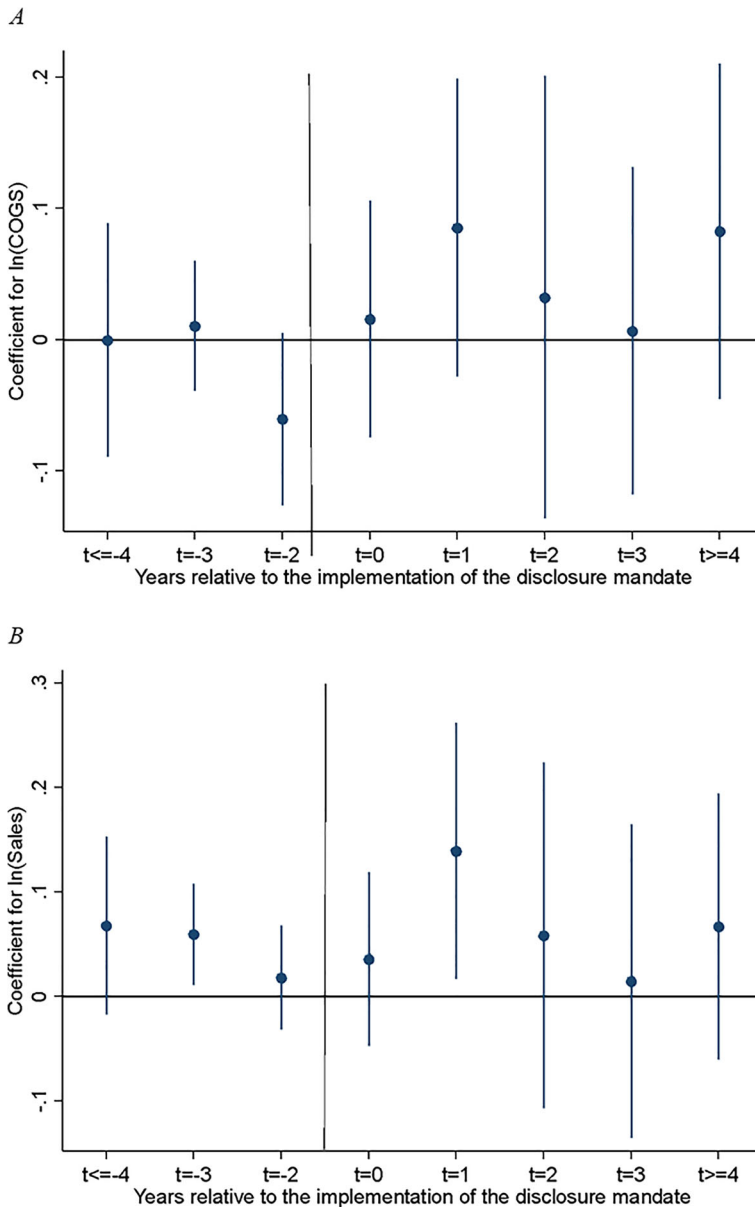 A
Coefficient for ln(COGS)
.2
.1
0
-.1
t<=-4 t=-3 t=-2 t=0 t=1 t=2 t=3 t>=4
Years relative to the implementation of the disclosure mandate
B
Coefficient for ln(Sales)
.3
.2
.1
0
-.1
t<=-4 t=-3 t=-2 t=0 t=1 t=2 t=3 t>=4
Years relative to the implementation of the disclosure mandate